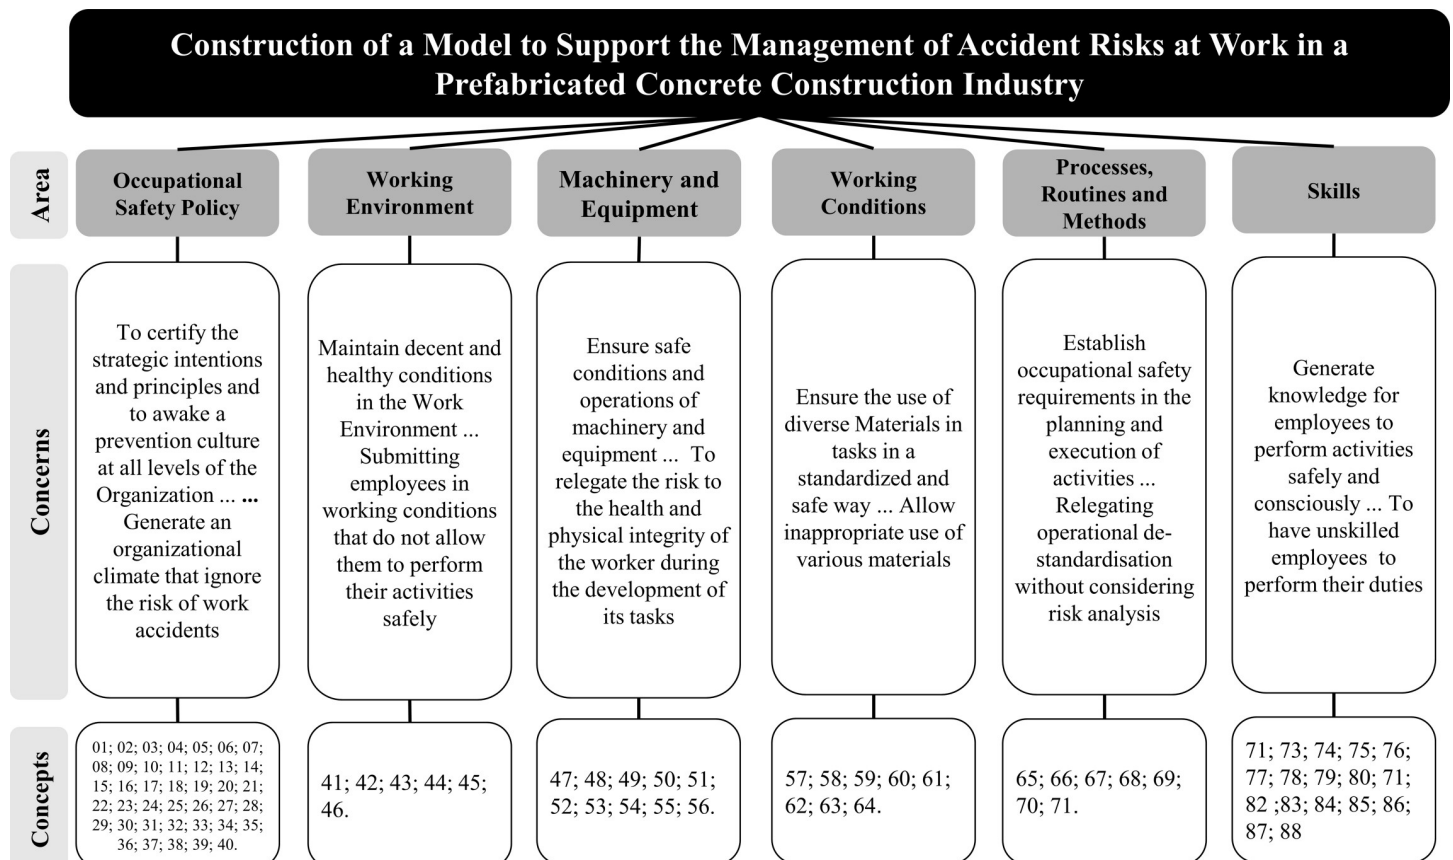 Construction of a Model to Support the Management of Accident Risks at Work in a
Prefabricated Concrete Construction Industry
Area
Occupational
Safety Policy
Working
Environment
Machinery and
Equipment
Working
Conditions
Processes,
Routines and
Methods
Skills
Concerns
To certify the
strategic intentions
and principles and
to awake a
prevention culture
at all levels of the
Organization ... ...
Generate an
organizational
climate that ignore
the risk of work
accidents
Maintain decent and
healthy conditions
in the Work
Environment ...
Submitting
employees in
working conditions
that do not allow
them to perform
their activities
safely
Ensure safe
conditions and
operations of
machinery and
equipment ... To
relegate the risk to
the health and
physical integrity of
the worker during
the development of
its tasks
Ensure the use of
diverse Materials in
tasks in a
standardized and
safe way ... Allow
inappropriate use of
various materials
Establish
occupational safety
requirements in the
planning and
execution of
activities ...
Relegating
operational de-
standardisation
without considering
risk analysis
Generate
knowledge for
employees to
perform activities
safely and
consciously ... To
have unskilled
employees to
perform their duties
Concepts
01; 02; 03; 04; 05; 06; 07;
08; 09; 10; 11; 12; 13; 14;
15; 16; 17; 18; 19; 20; 21;
22; 23; 24; 25; 26; 27; 28;
29; 30; 31; 32; 33; 34; 35;
36; 37; 38; 39; 40.
41; 42; 43; 44; 45;
46.
47; 48; 49; 50; 51;
52; 53; 54; 55; 56.
57; 58; 59; 60; 61;
62; 63; 64.
65; 66; 67; 68; 69;
70; 71.
71; 73; 74; 75; 76;
77; 78; 79; 80; 71;
82 ;83; 84; 85; 86;
87; 88